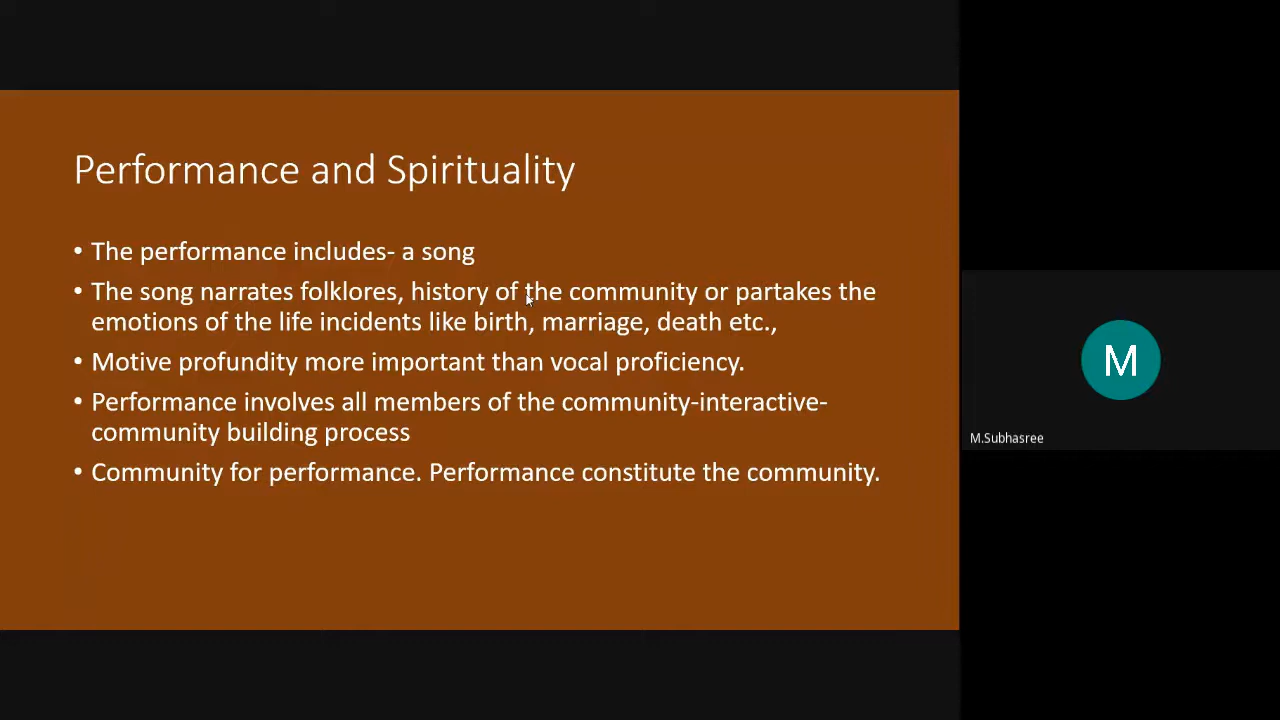 Performance and Spirituality
• The performance includes- a song
• The song narrates folklores, history of the community or partakes the
emotions of the life incidents like birth, marriage, death etc.,
• Motive profundity more important than vocal proficiency.
• Performance involves all members of the community-interactive-
community building process
• Community for performance. Performance constitute the community.
M
M.Subhasree